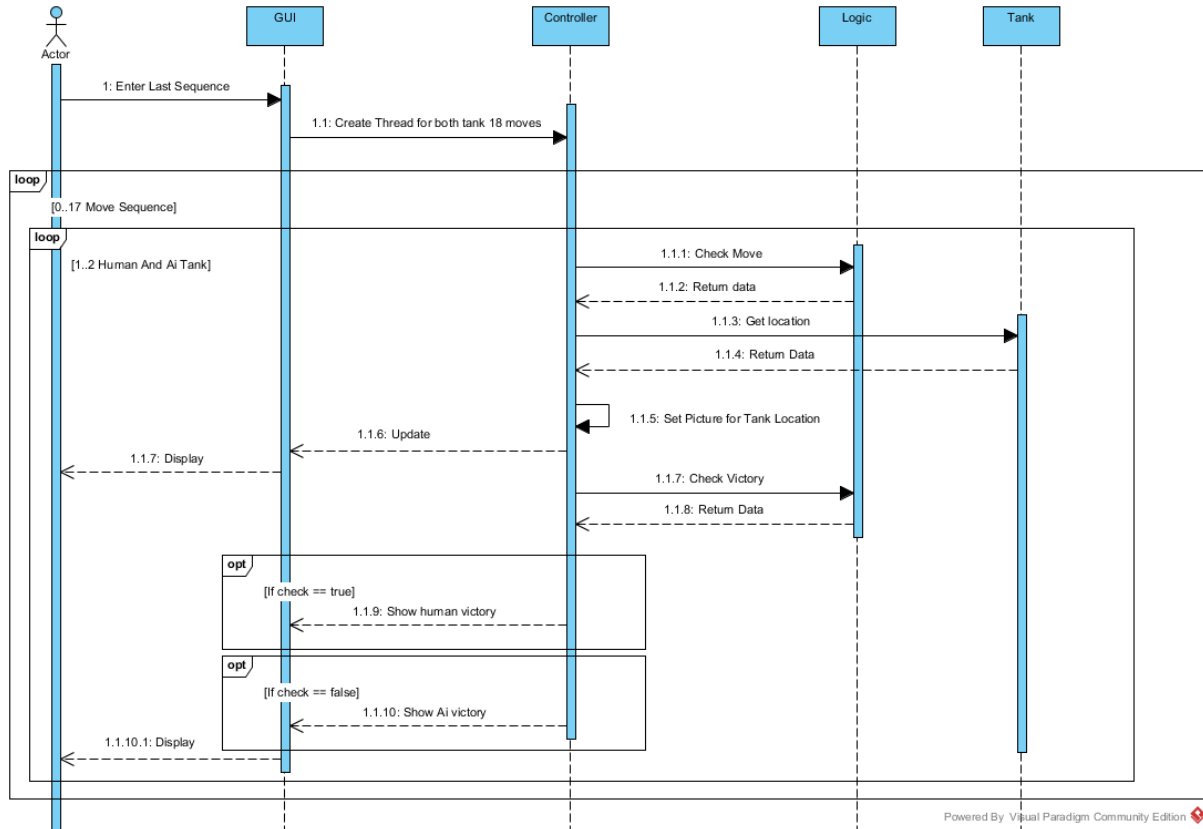 GUI
Controller
Logic
Tank
Actor
1: Enter Last Sequence
1.1: Create Thread for both tank 18 moves
loop
[0..17 Move Sequence]
loop
[1..2 Human And Ai Tank]
1.1.1: Check Move
1.1.2: Return data
1.1.3: Get location
1.1.4: Return Data
1.1.5: Set Picture for Tank Location
1.1.6: Update
1.1.7: Display
1.1.7: Check Victory
1.1.8: Return Data
opt
[If check == true]
1.1.9: Show human victory
opt
[If check == false]
1.1.10: Show Ai victory
1.1.10.1: Display
Powered By Visual Paradigm Community Edition